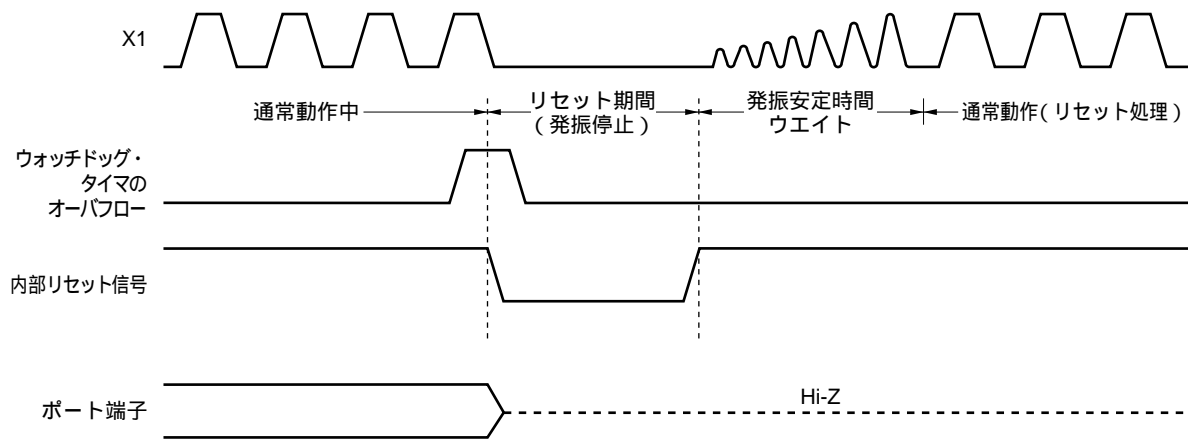 X1
通常動作中
リセット期間
(発振停止)
発振安定時間
ウエイト
通常動作(リセット処理)
ウォッチドッグ・
タイマの
オーバフロー
内部リセット信号
ポート端子
Hi-Z